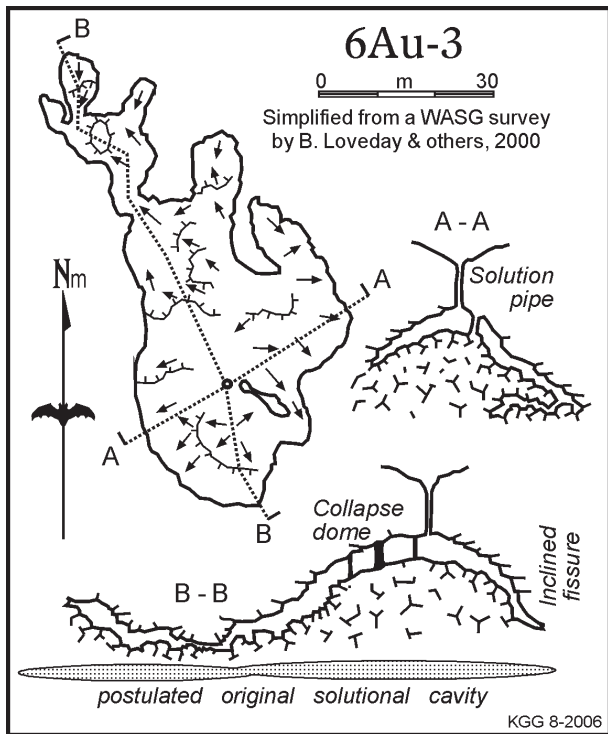 B
6Au-3
0 m 30
Simplified from a WASG survey
by B. Loveday & others, 2000
A - A
Solution
pipe
A
Nm
A
B
Collapse
dome
Inclined
fissure
B - B
postulated original solutional cavity
KGG 8-2006